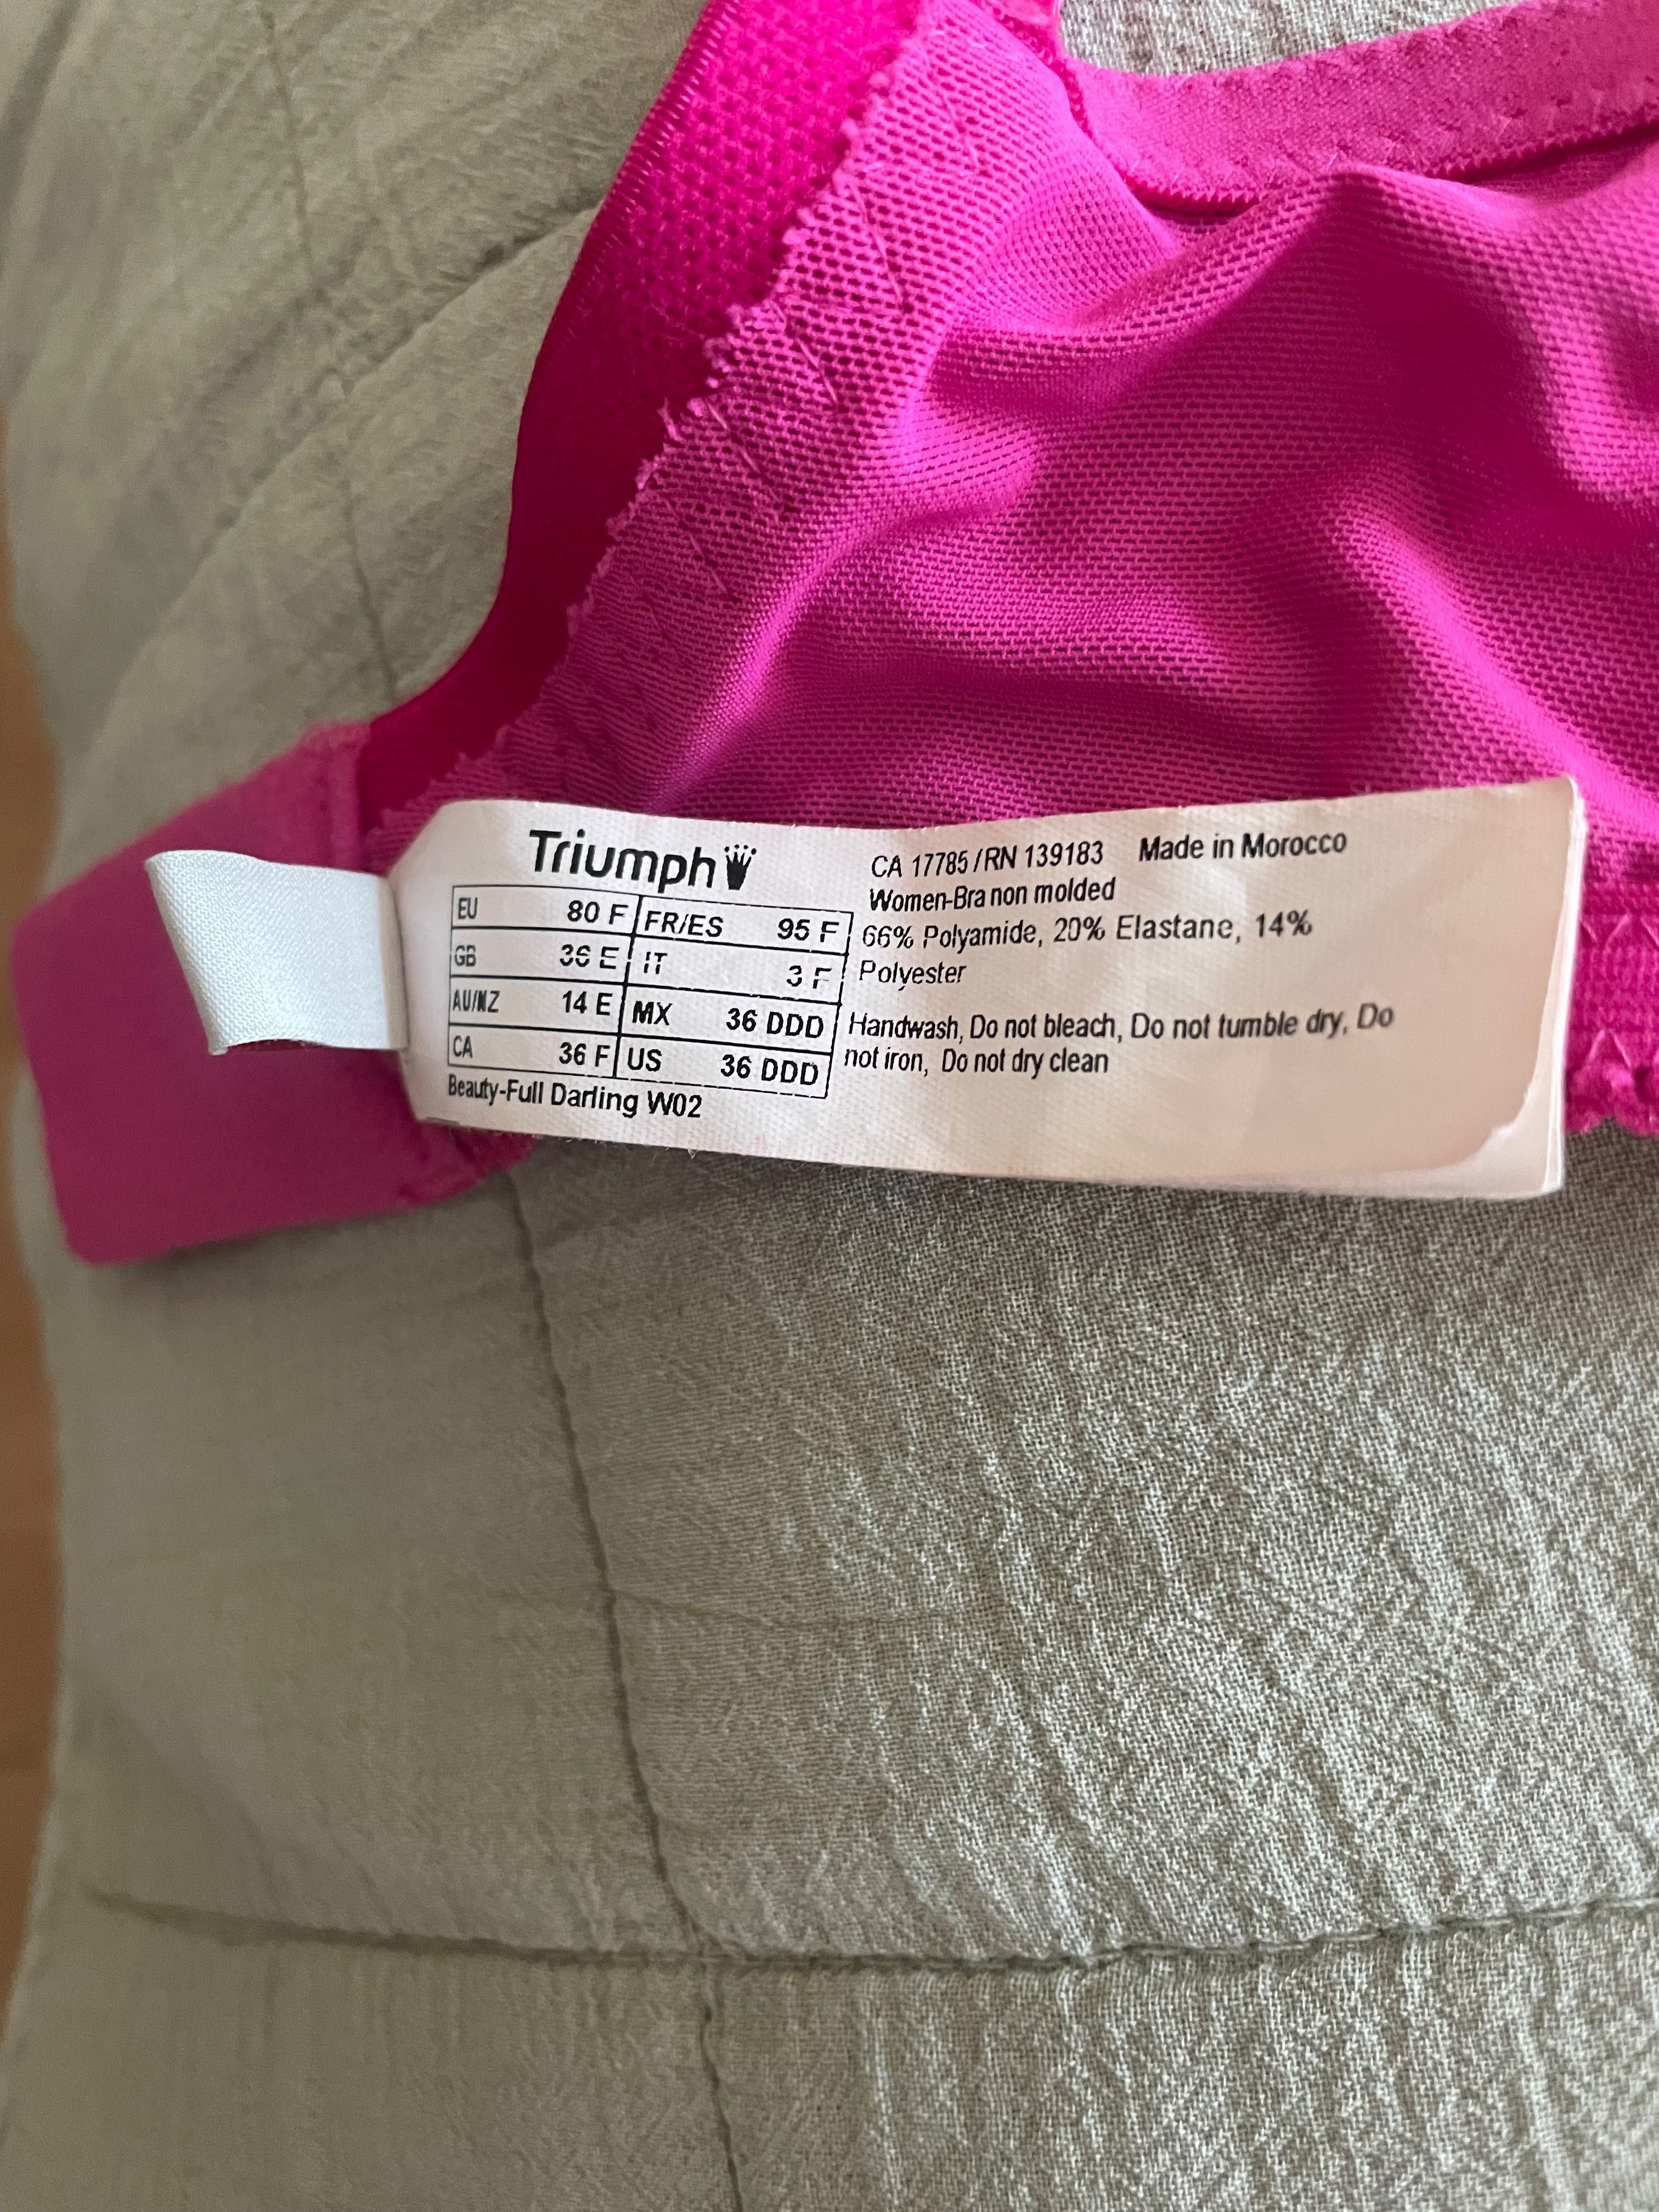 Triumph
EU 80 F FR/ES 95 F
GB 36 E IT 3 F
AU/NZ 14 E MX 36 DDD
CA 36 F US 36 DDD
Beauty-Full Darling W02
CA 17785 / RN 139183 Made in Morocco
Women-Bra non molded
66% Polyamide, 20% Elastane, 14%
Polyester
Handwash, Do not bleach, Do not tumble dry, Do
not iron, Do not dry clean